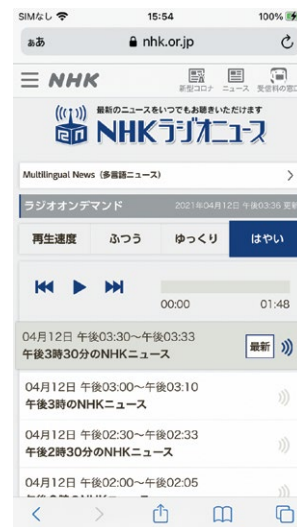 SIMなし 15:54 100%
ぁあ nhk.or.jp
NHK 新型コロナ ニュース 受信料の窓口
最新のニュースをいつでもお聴きいただけます
NHKラジオニュース
Multilingual News（多言語ニュース）
ラジオオンデマンド 2021年04月12日 午後03:36 更新
再生速度 ふつう ゆっくり はやい
00:00 01:48
04月12日 午後03:30～午後03:33
午後3時30分のNHKニュース
最新
04月12日 午後03:00～午後03:10
午後3時のNHKニュース
04月12日 午後02:30～午後02:33
午後2時30分のNHKニュース
04月12日 午後02:00～午後02:05